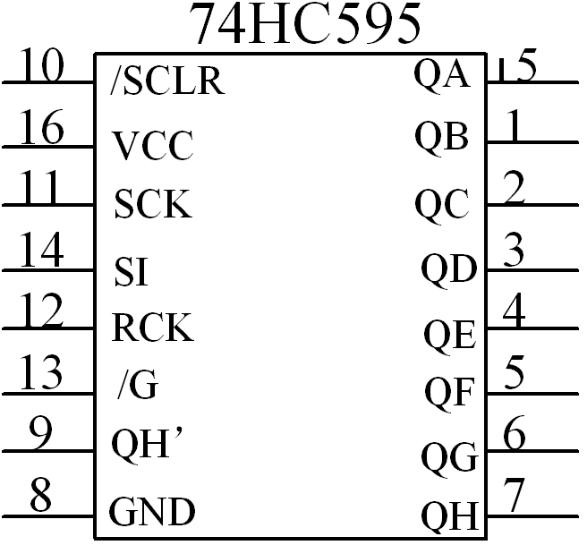 74HC595
10 /SCLR QA 15
16 VCC QB 1
11 SCK QC 2
14 SI QD 3
12 RCK QE 4
13 /G QF 5
9 QH’ QG 6
8 GND QH 7